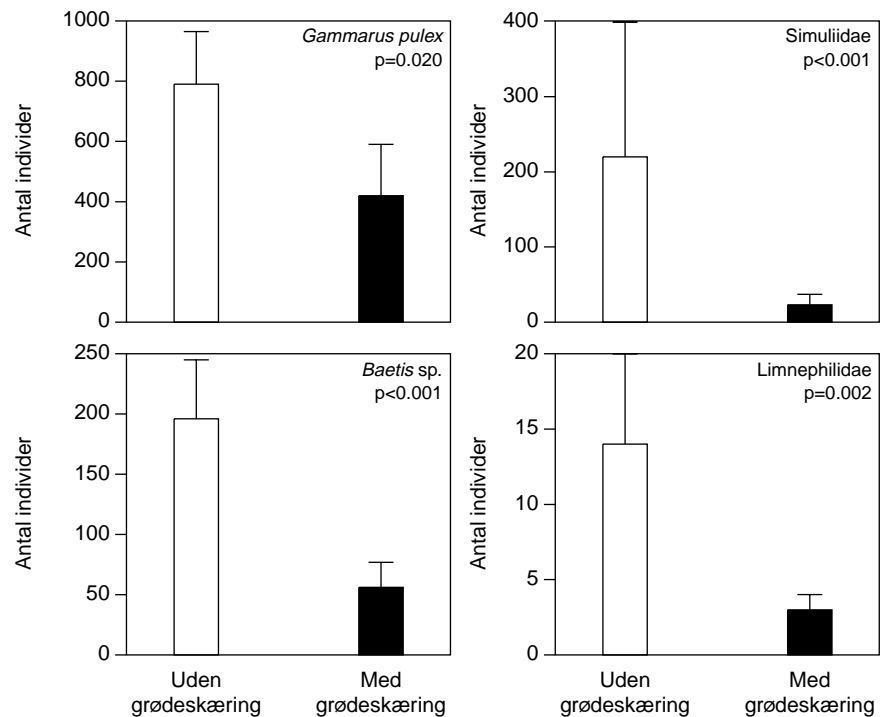 Antal individer
1000
800
600
400
200
0
Gammarus pulex
p=0.020
Antal individer
400
300
200
100
0
Simuliidae
p<0.001
Antal individer
250
200
150
100
50
0
Baetis sp.
p<0.001
Uden
grødeskæring
Med
grødeskæring
Antal individer
20
15
10
5
0
Limnephilidae
p=0.002
Uden
grødeskæring
Med
grødeskæring